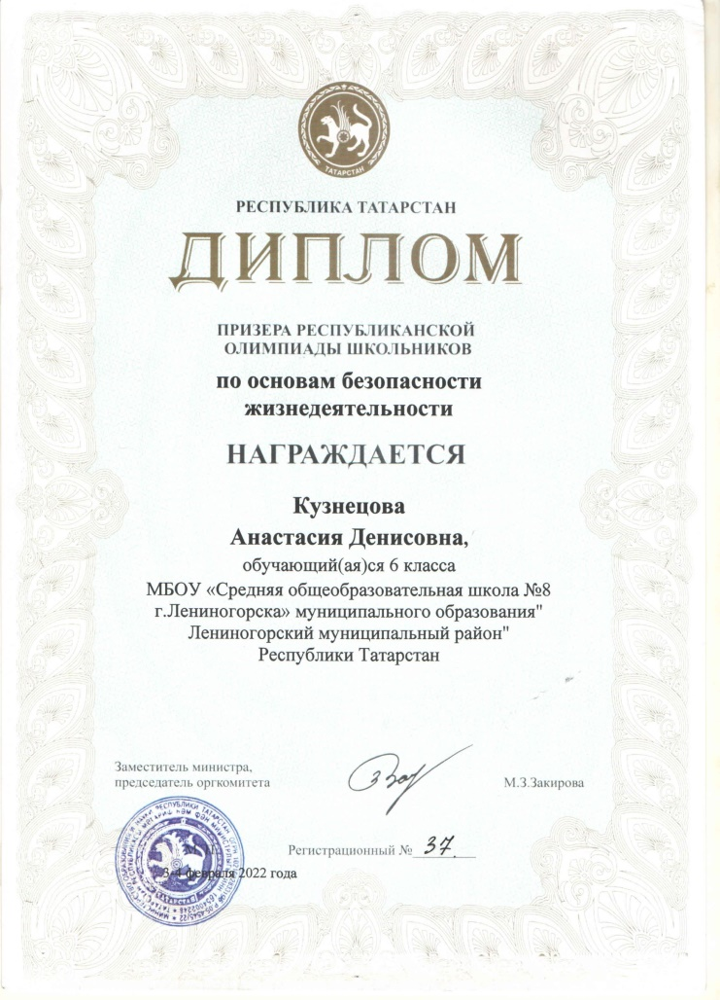 ТАТАРСТАН
РЕСПУБЛИКА ТАТАРСТАН
ДИПЛОМ
ПРИЗЕРА РЕСПУБЛИКАНСКОЙ
ОЛИМПИАДЫ ШКОЛЬНИКОВ
по основам безопасности
жизнедеятельности
НАГРАЖДАЕТСЯ
Кузнецова
Анастасия Денисовна,
обучающий(ая)ся 6 класса
МБОУ «Средняя общеобразовательная школа №8
г.Лениногорска» муниципального образования"
Лениногорский муниципальный район"
Республики Татарстан
Заместитель министра,
председатель оргкомитета
М.З.Закирова
Регистрационный № 37
3-4 февраля 2022 года